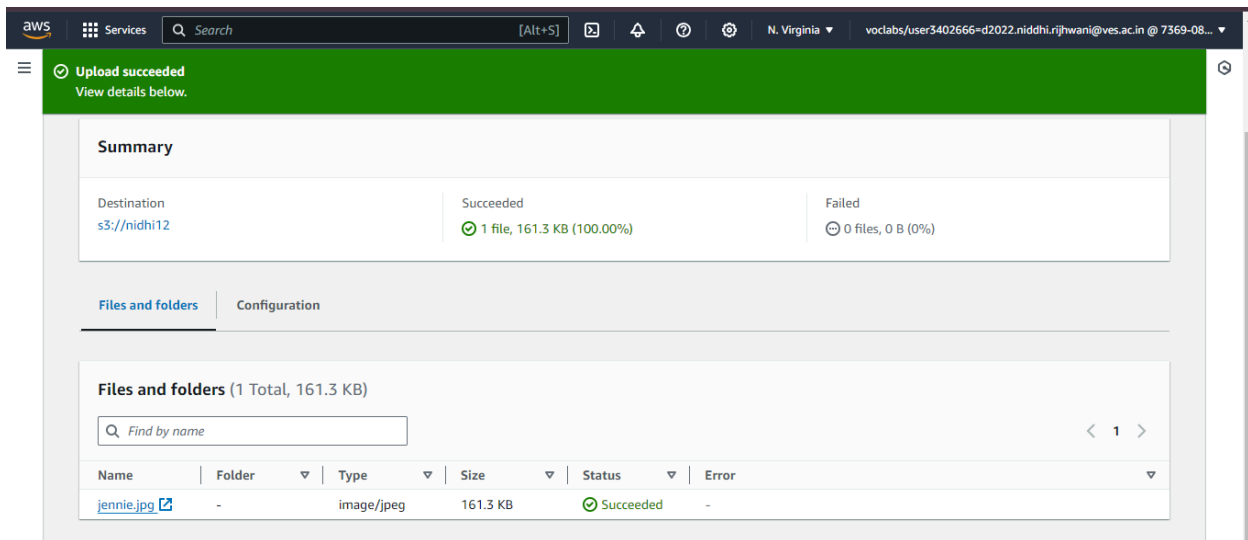 aws Services Search [Alt+S] N. Virginia voclabs/user3402666=d2022.niddhi.rijhwani@ves.ac.in @ 7369-08...
Upload succeeded
View details below.
Summary
Destination Succeeded Failed
s3://nidhi12 1 file, 161.3 KB (100.00%) 0 files, 0 B (0%)
Files and folders Configuration
Files and folders (1 Total, 161.3 KB)
Find by name 1
Name Folder Type Size Status Error
jennie.jpg - image/jpeg 161.3 KB Succeeded -